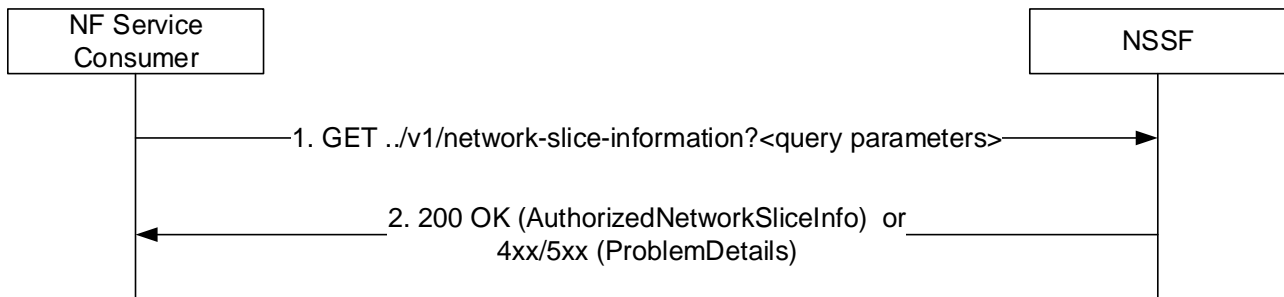 NF Service
Consumer
NSSF
1. GET ../v1/network-slice-information?<query parameters>
2. 200 OK (AuthorizedNetworkSliceInfo)  or
4xx/5xx (ProblemDetails)